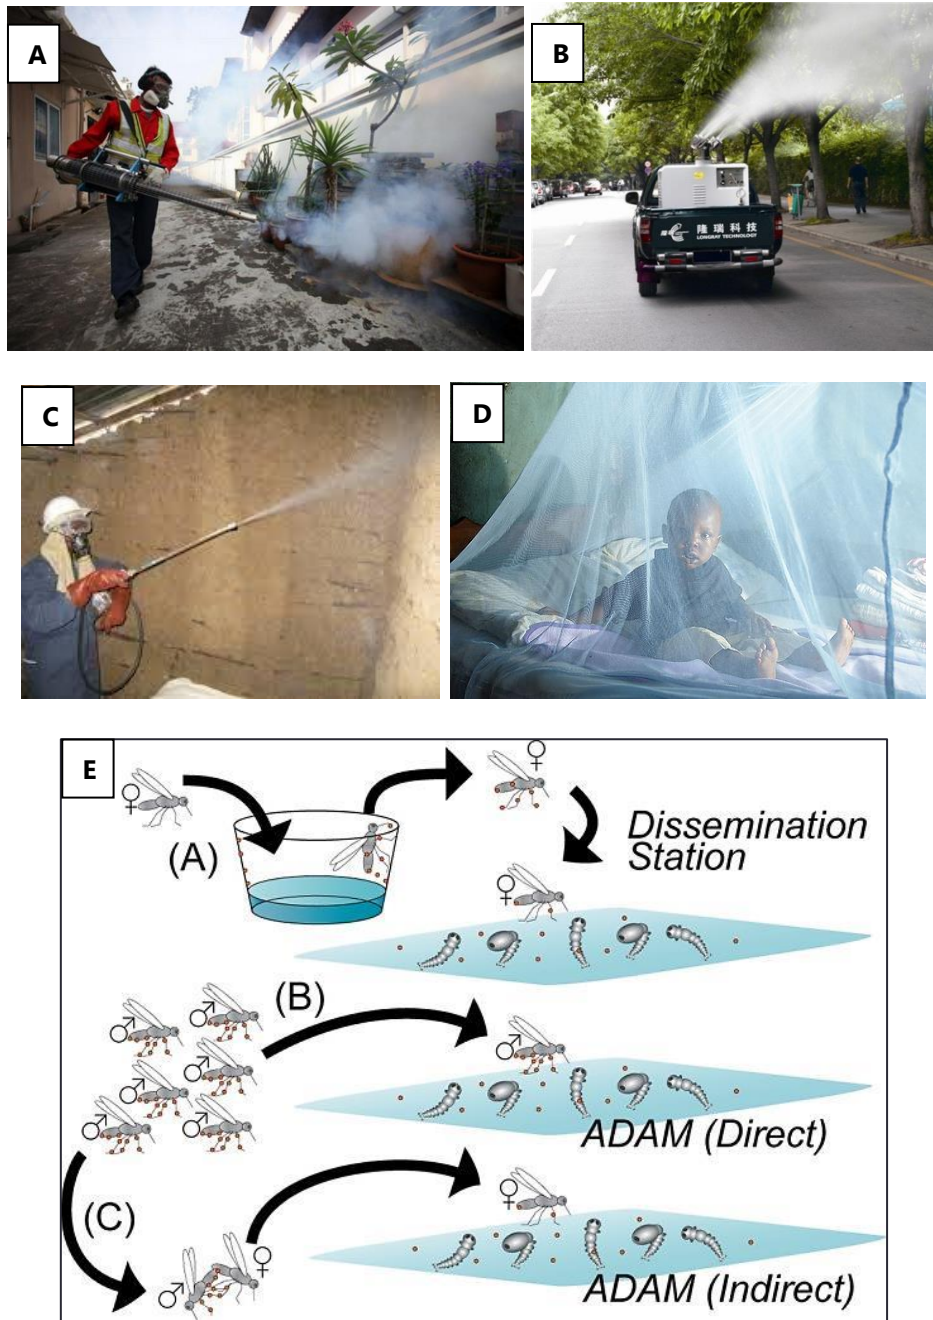 A
B
隆瑞科技
LONGRAY TECHNOLOGY
C
D
E
♀
♀
(A)
Dissemination
Station
♀
(B)
♂
♂
♂
♂
♂
♂
♂
ADAM (Direct)
(C)
♀
♂
♀
ADAM (Indirect)